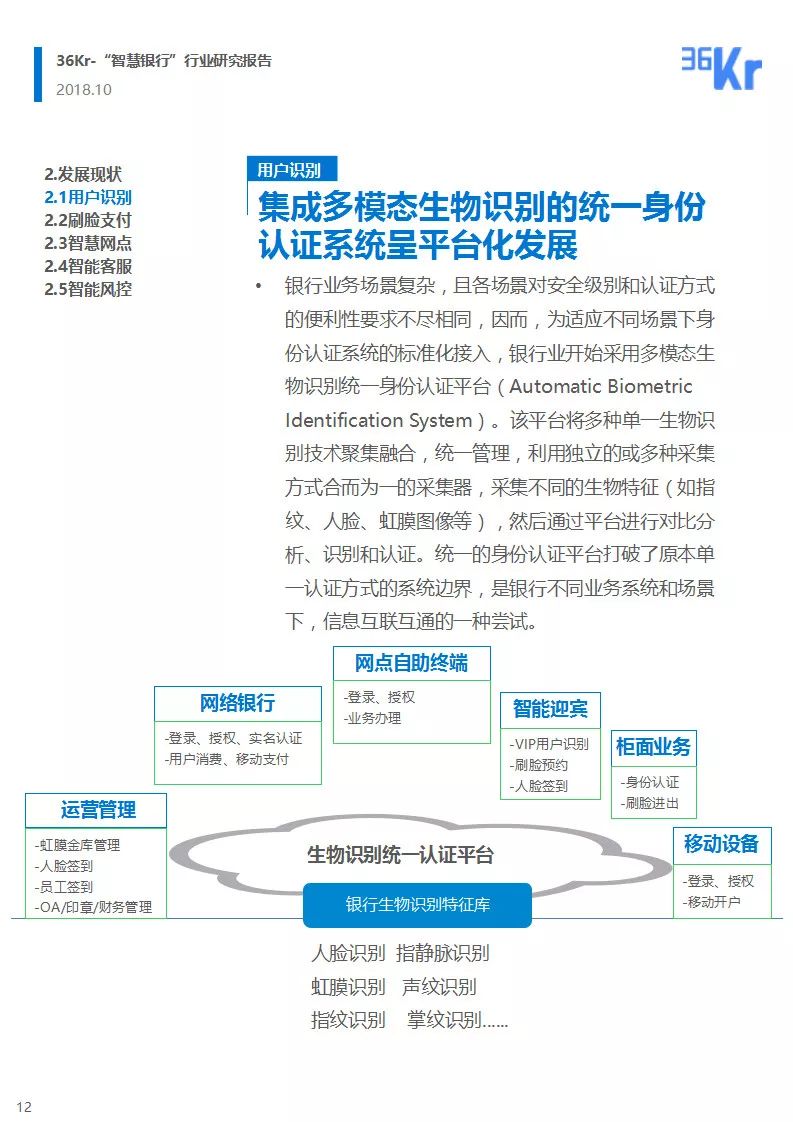 36Kr-“智慧银行”行业研究报告
2018.10
36Kr
2.发展现状
2.1用户识别
2.2刷脸支付
2.3智慧网点
2.4智能客服
2.5智能风控
用户识别
集成多模态生物识别的统一身份
认证系统呈平台化发展
• 银行业务场景复杂，且各场景对安全级别和认证方式
的便利性要求不尽相同，因而，为适应不同场景下身
份认证系统的标准化接入，银行业开始采用多模态生
物识别统一身份认证平台（Automatic Biometric
Identification System）。该平台将多种单一生物识
别技术聚集融合，统一管理，利用独立的或多种采集
方式合而为一的采集器，采集不同的生物特征（如指
纹、人脸、虹膜图像等），然后通过平台进行对比分
析、识别和认证。统一的身份认证平台打破了原本单
一认证方式的系统边界，是银行不同业务系统和场景
下，信息互联互通的一种尝试。
运营管理
-虹膜金库管理
-人脸签到
-员工签到
-OA/印章/财务管理
网络银行
-登录、授权、实名认证
-用户消费、移动支付
网点自助终端
-登录、授权
-业务办理
智能迎宾
-VIP用户识别
-刷脸预约
-人脸签到
柜面业务
-身份认证
-刷脸进出
移动设备
-登录、授权
-移动开户
生物识别统一认证平台
银行生物识别特征库
人脸识别 指静脉识别
虹膜识别 声纹识别
指纹识别 掌纹识别......
12